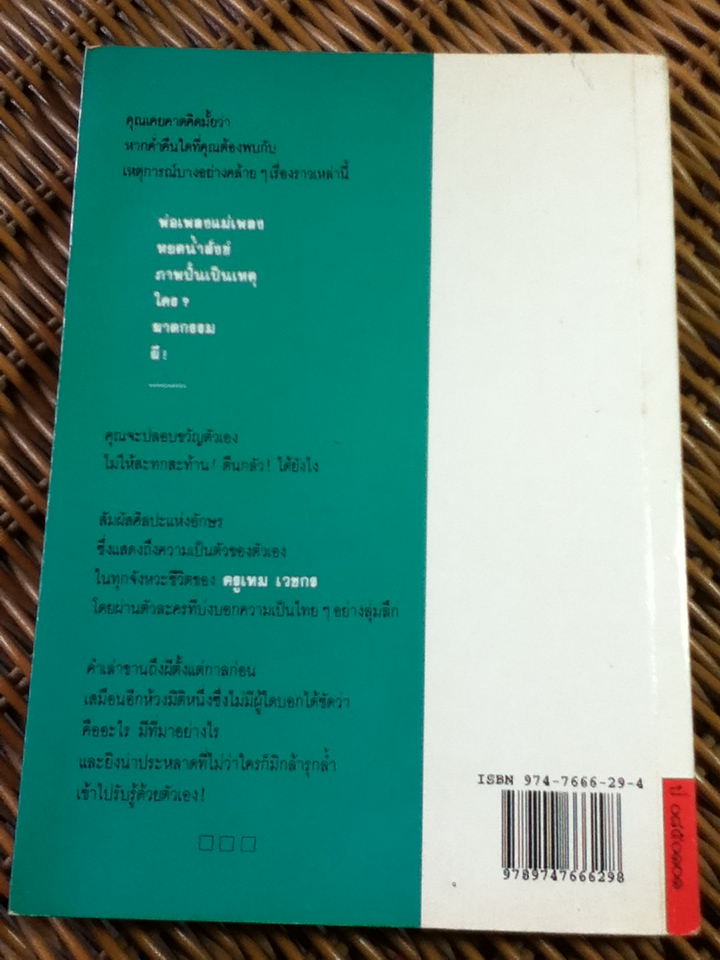 คุณเคยคาดคิดมั้ยว่า
หากค่ำคืนใดที่คุณต้องพบกับ
เหตุการณ์บางอย่างคล้าย ๆ เรื่องราวเหล่านี้
พ่อเพลงแม่เพลง
หยดน้ำสังข์
ภาพปั้นเป็นเหตุ
ใคร ?
ฆาตกรรม
ผี !
คุณจะปลอบขวัญตัวเอง
ไม่ให้สะทกสะท้าน ! ตื่นกลัว ! ได้ยังไง
สัมผัสศิลปะแห่งอักษร
ซึ่งแสดงถึงความเป็นตัวของตัวเอง
ในทุกจังหวะชีวิตของ ครูเหม เวชกร
โดยผ่านตัวละครที่บ่งบอกความเป็นไทย ๆ อย่างลุ่มลึก
คำเล่าขานถึงผีตั้งแต่กาลก่อน
เสมือนอีกห้วงมิติหนึ่งซึ่งไม่มีผู้ใดบอกได้ชัดว่า
คืออะไร มีที่มาอย่างไร
และยิ่งน่าประหลาดที่ไม่ว่าใครก็มิกล้ารุกล้ำ
เข้าไปรับรู้ด้วยตัวเอง !
ISBN 974-7666-29-4
9789747666298